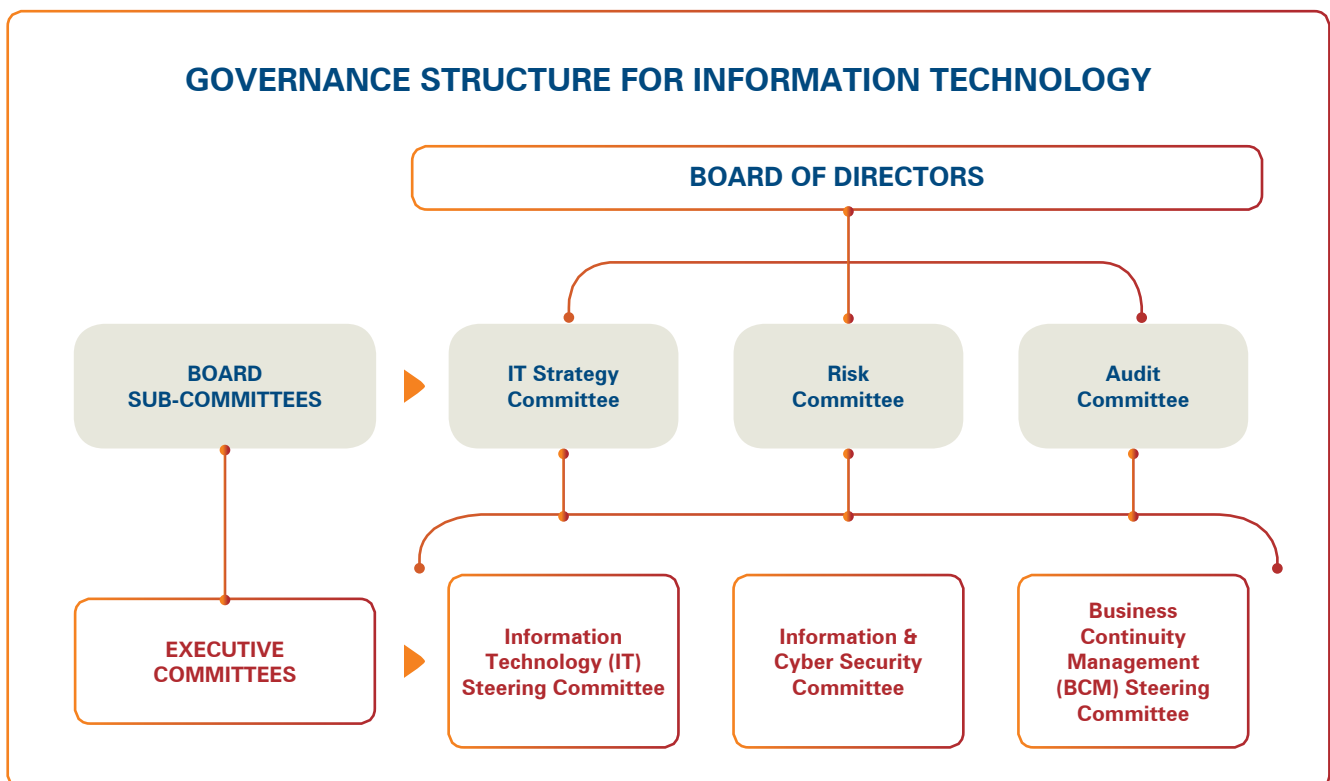 GOVERNANCE STRUCTURE FOR INFORMATION TECHNOLOGY
BOARD OF DIRECTORS
BOARD
SUB-COMMITTEES
IT Strategy
Committee
Risk
Committee
Audit
Committee
EXECUTIVE
COMMITTEES
Information
Technology (IT)
Steering Committee
Information &
Cyber Security
Committee
Business
Continuity
Management
(BCM) Steering
Committee